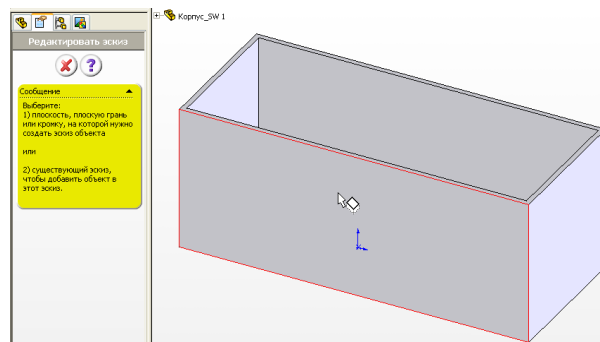 Корпус_SW 1
Редактировать эскиз
Сообщение
Выберите:
1) плоскость, плоскую грань
или кромку, на которой нужно
создать эскиз объекта
или
2) существующий эскиз,
чтобы добавить объект в
этот эскиз.